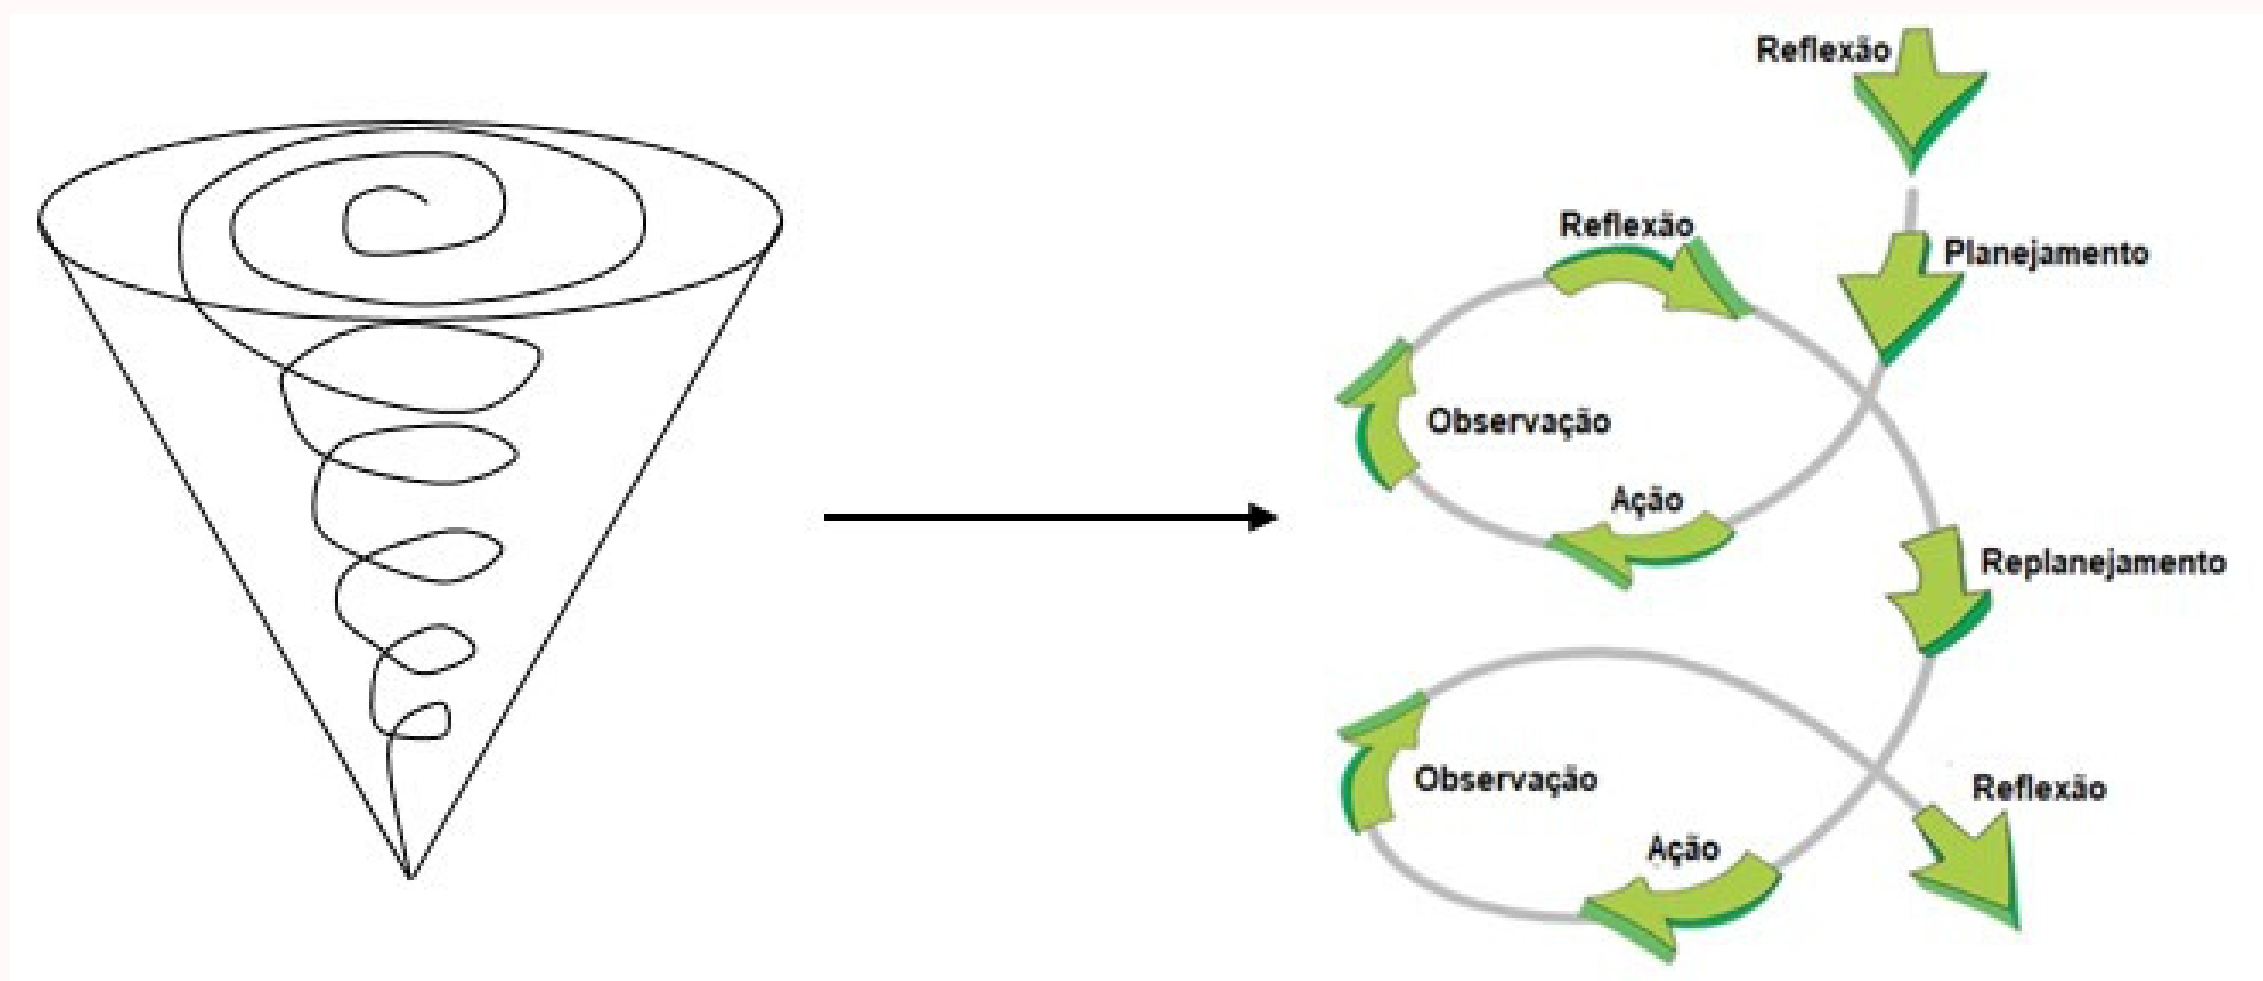 Reflexão
Planejamento
Reflexão
Observação
Ação
Replanejamento
Observação
Ação
Reflexão